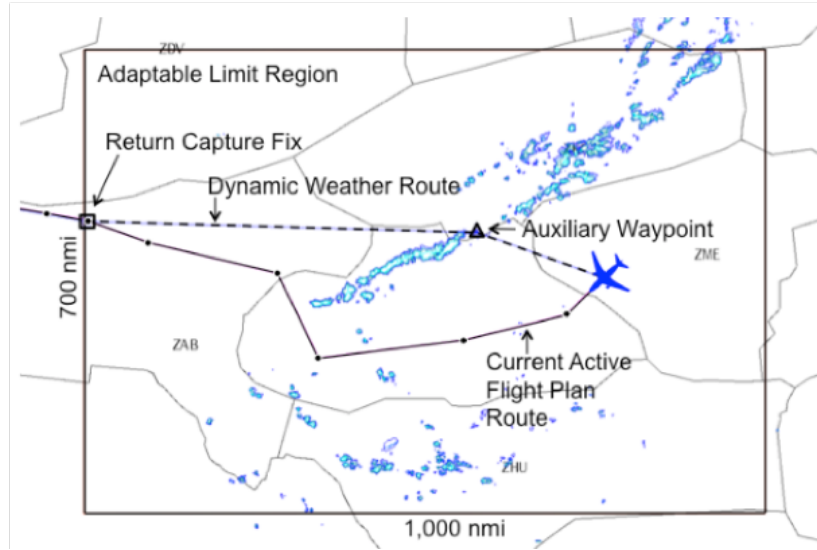 ZDV
Adaptable Limit Region
Return Capture Fix
Dynamic Weather Route
Auxiliary Waypoint
ZME
700 nmi
ZAB
Current Active
Flight Plan
Route
ZHU
1,000 nmi